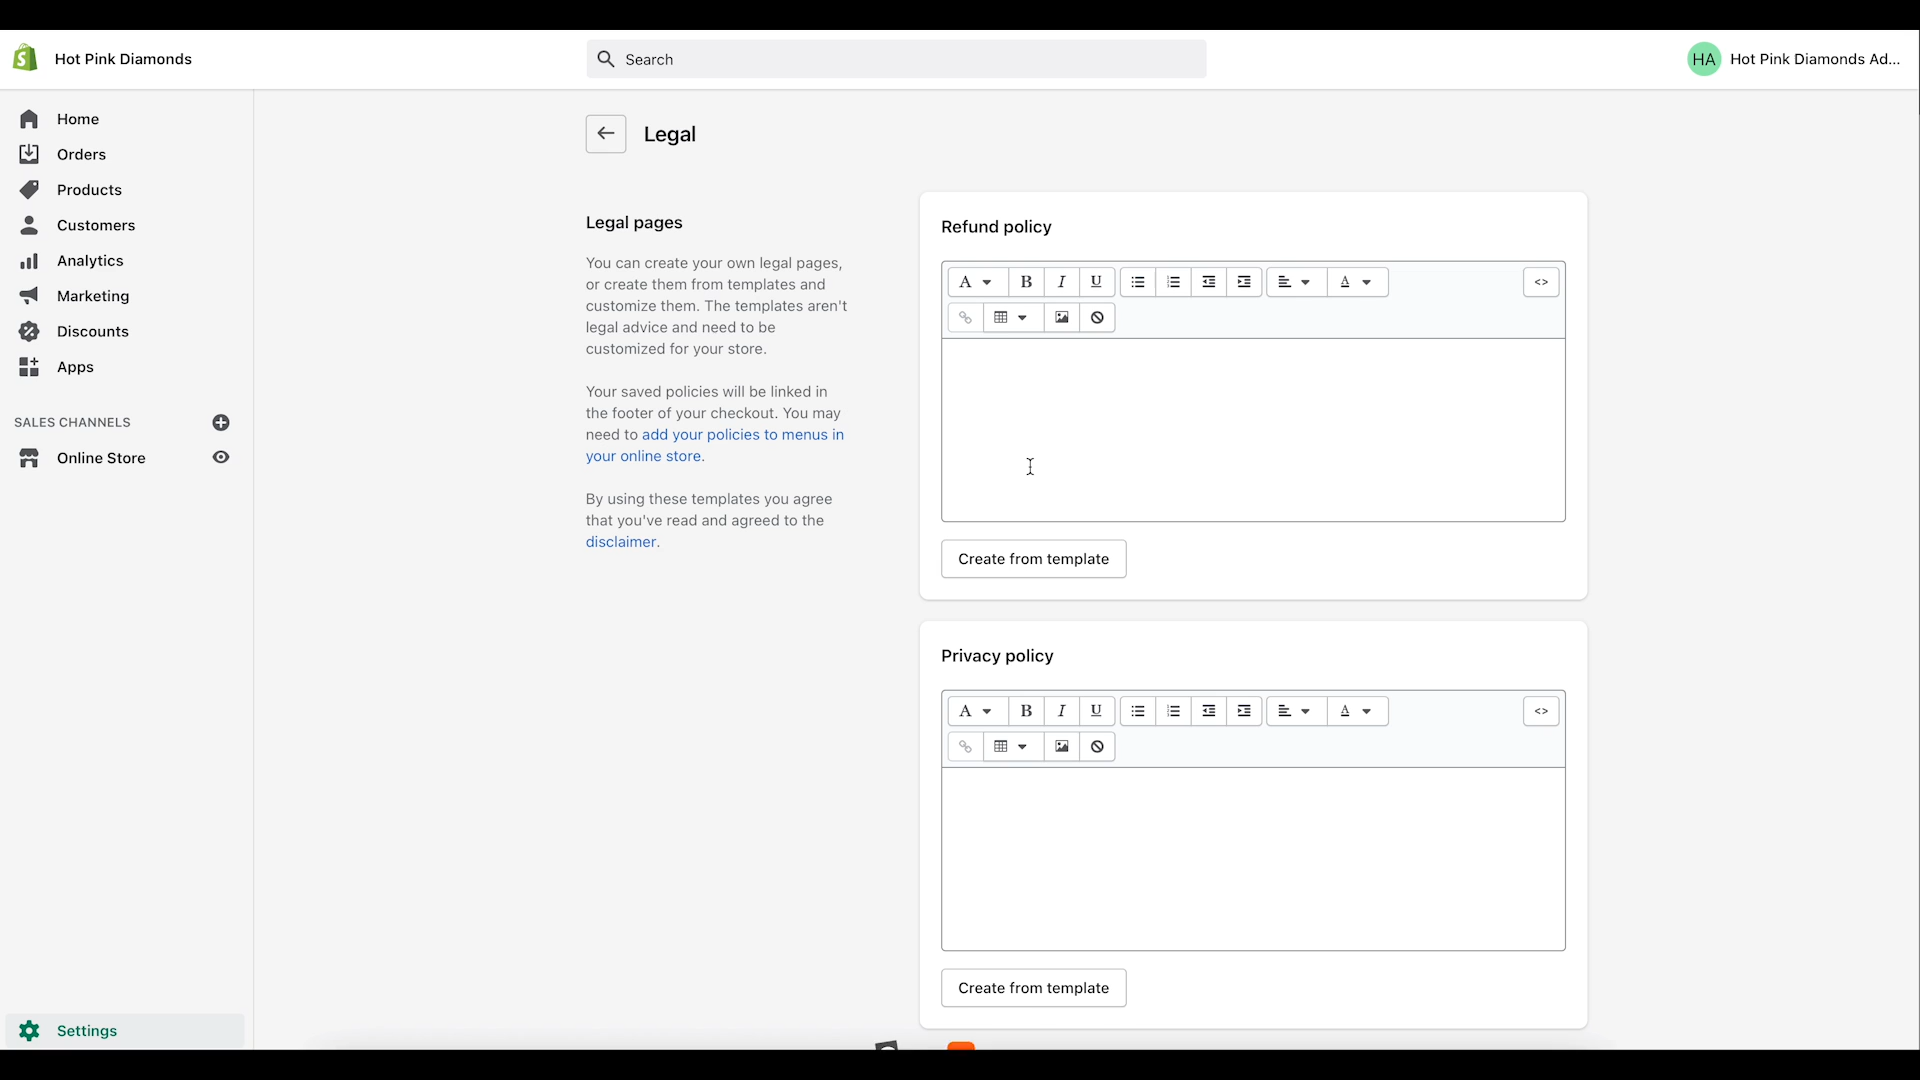 Hot Pink Diamonds
Search
HA Hot Pink Diamonds Ad...
Home
Orders
Products
Customers
Analytics
Marketing
Discounts
Apps
SALES CHANNELS
Online Store
Settings
Legal
Legal pages
You can create your own legal pages,
or create them from templates and
customize them. The templates aren't
legal advice and need to be
customized for your store.
Your saved policies will be linked in
the footer of your checkout. You may
need to add your policies to menus in
your online store.
By using these templates you agree
that you've read and agreed to the
disclaimer.
Refund policy
A B I U A <>
Create from template
Privacy policy
A B I U A <>
Create from template